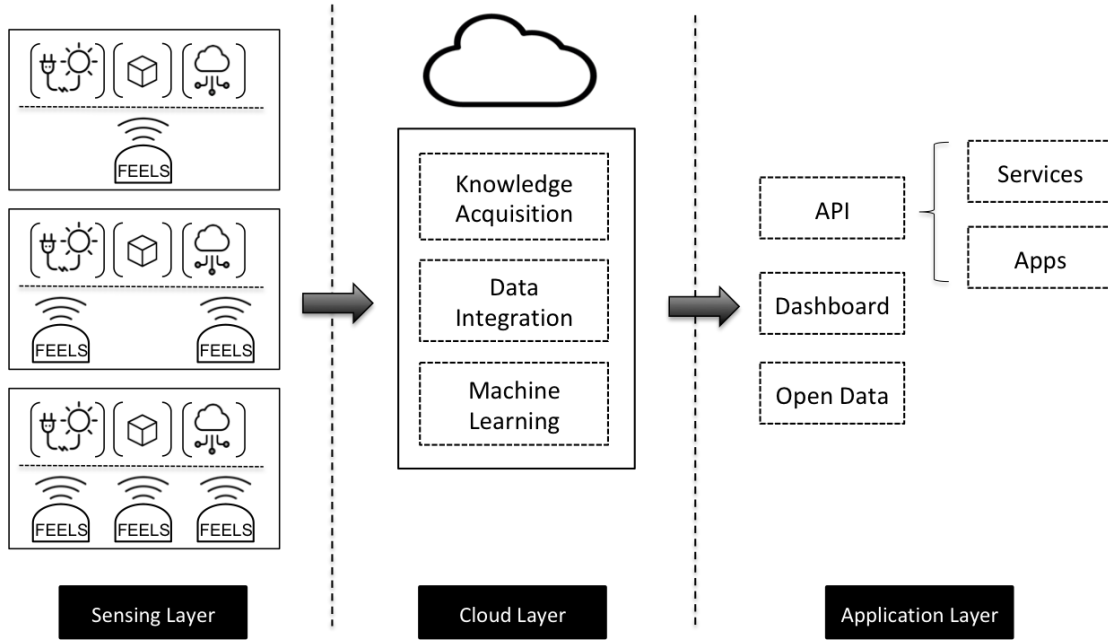 FEELS
FEELS
FEELS
FEELS
FEELS
FEELS
Sensing Layer
Knowledge
Acquisition
Data
Integration
Machine
Learning
Cloud Layer
API
Services
Apps
Dashboard
Open Data
Application Layer